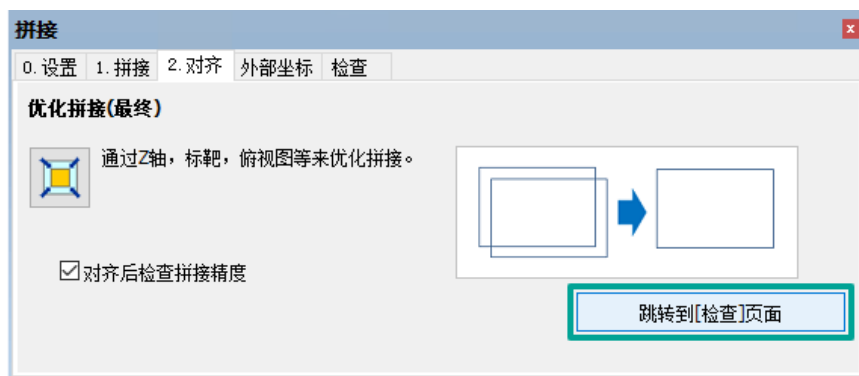 拼接
0.设置 1.拼接 2.对齐 外部坐标 检查
优化拼接(最终)
通过Z轴，标靶，俯视图等来优化拼接。
对齐后检查拼接精度
跳转到[检查]页面